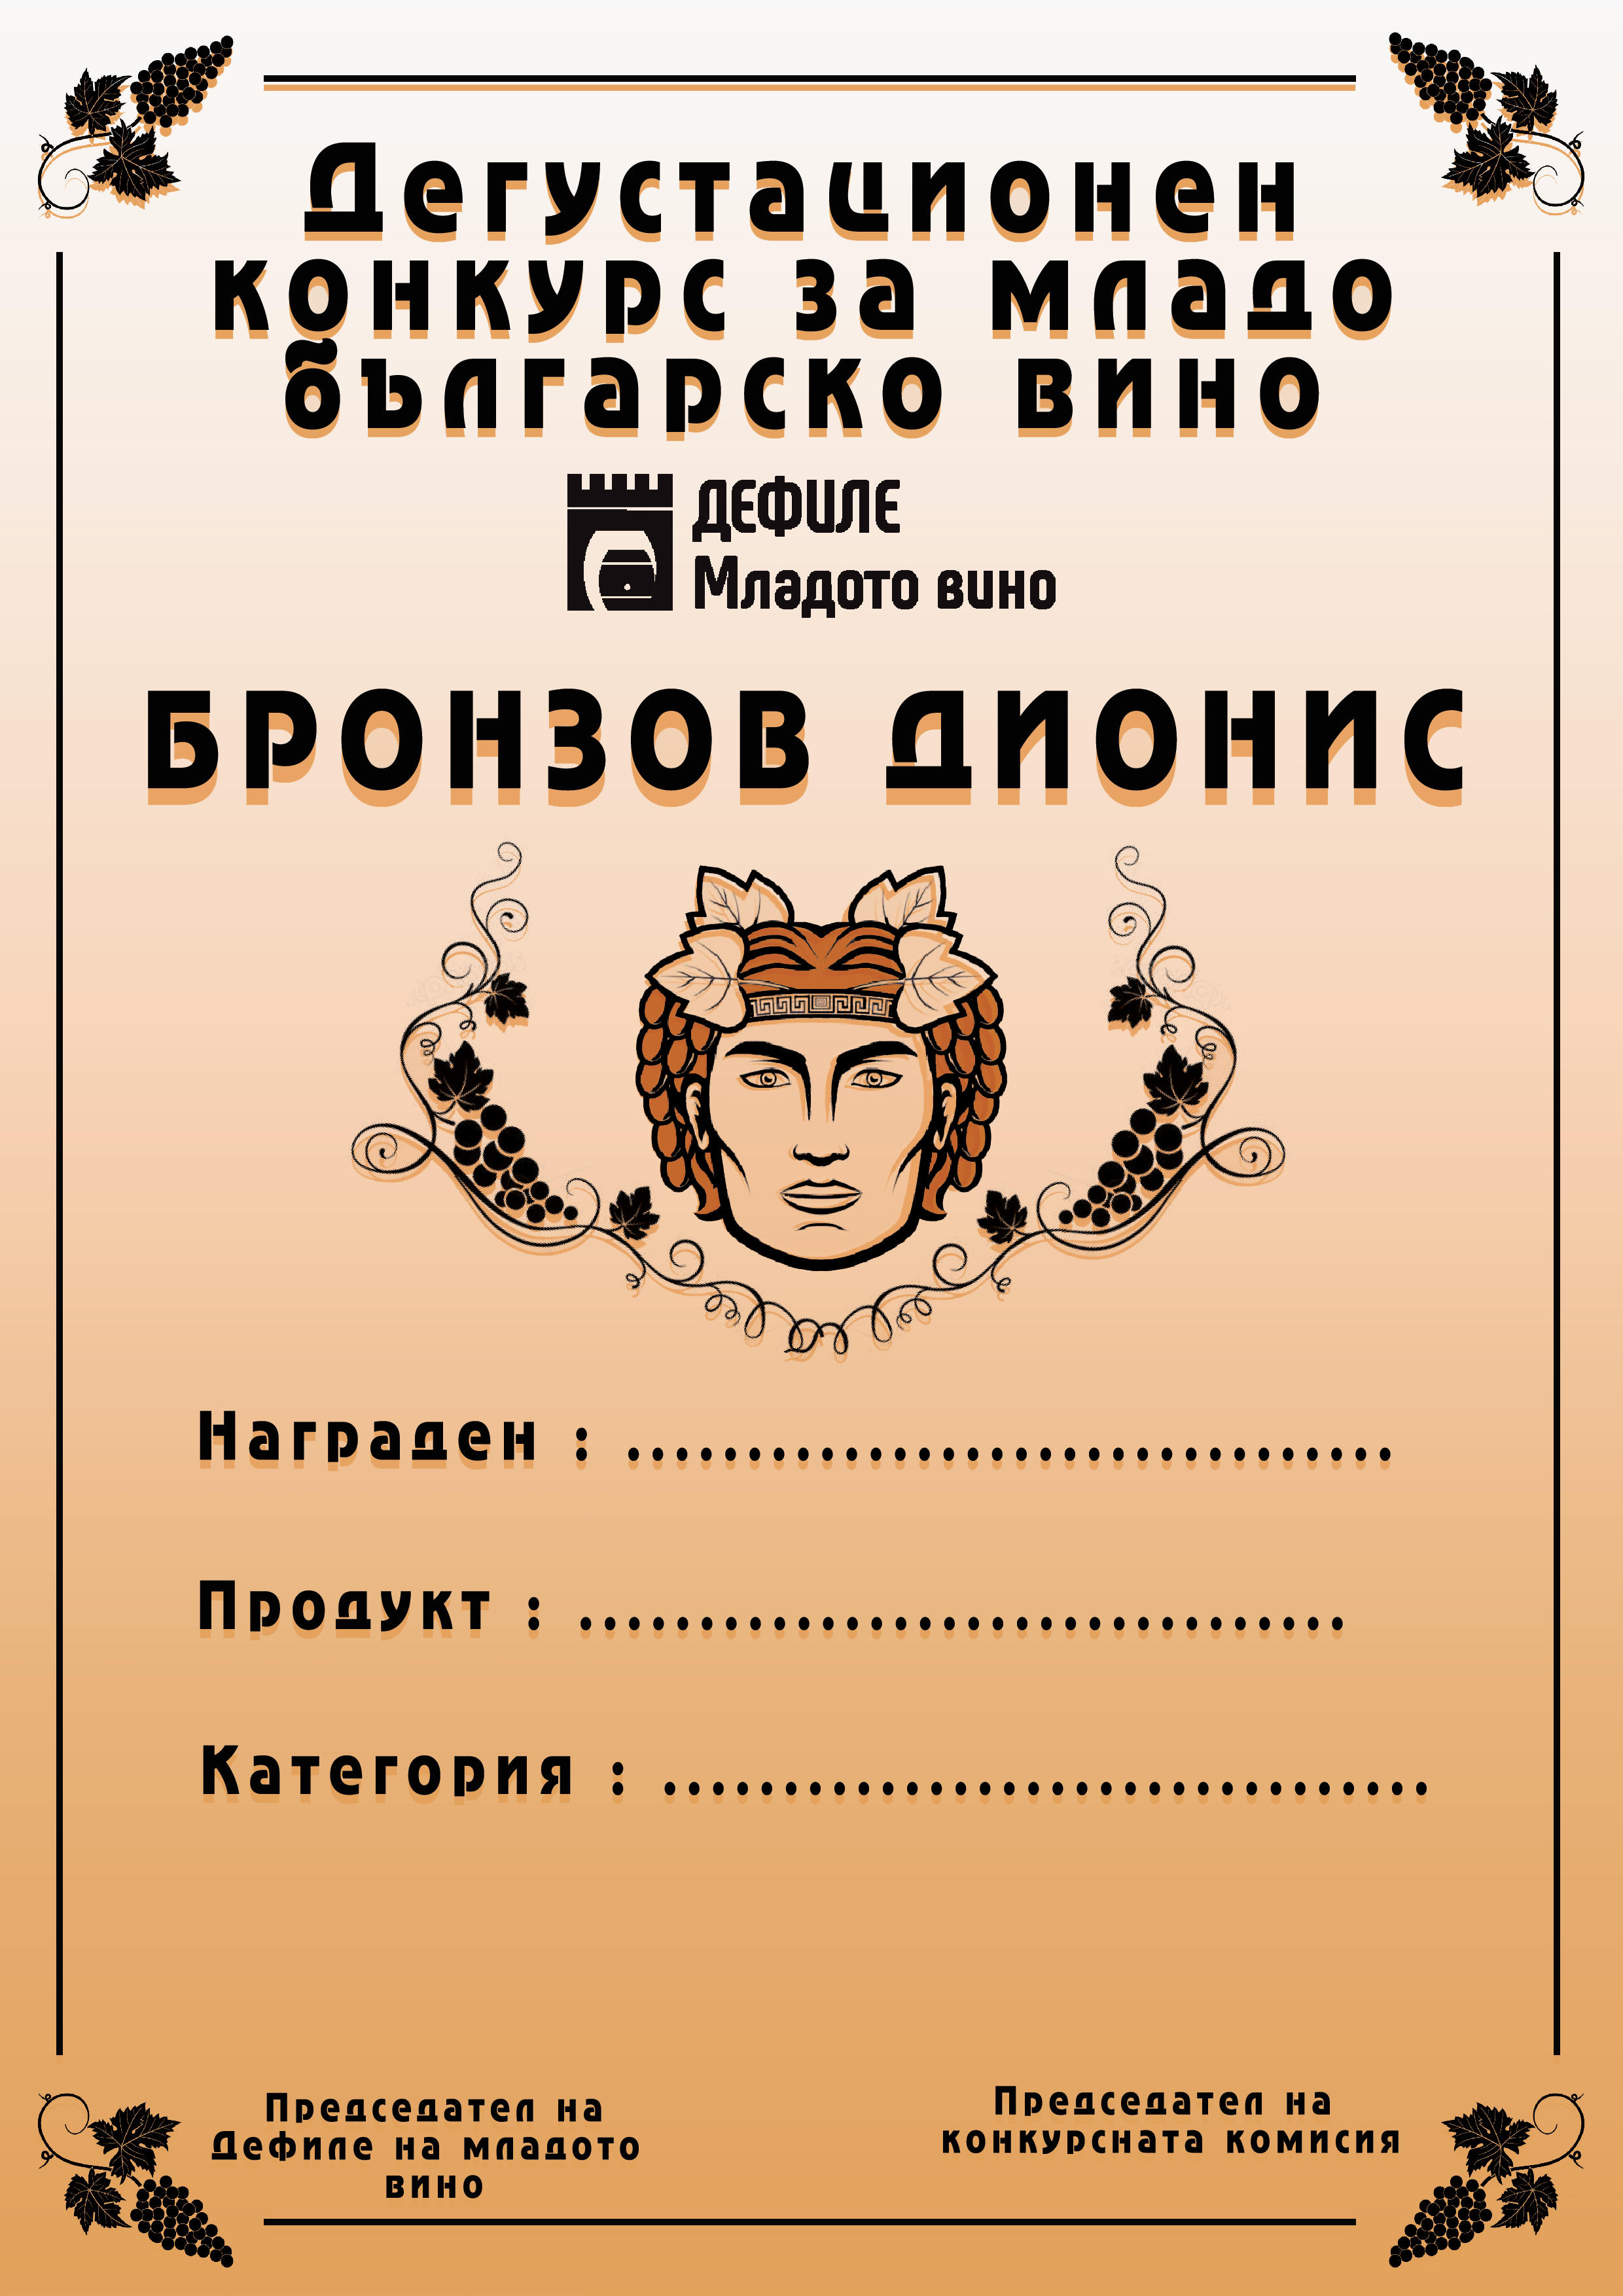 Дегустационен
конкурс за младо
българско вино
ДЕФИЛЕ
Младото вино
БРОНЗОВ ДИОНИС
Награден : ................................
Продукт : ................................
Категория : ................................
Председател на
Дефиле на младото
вино
Председател на
конкурсната комисия